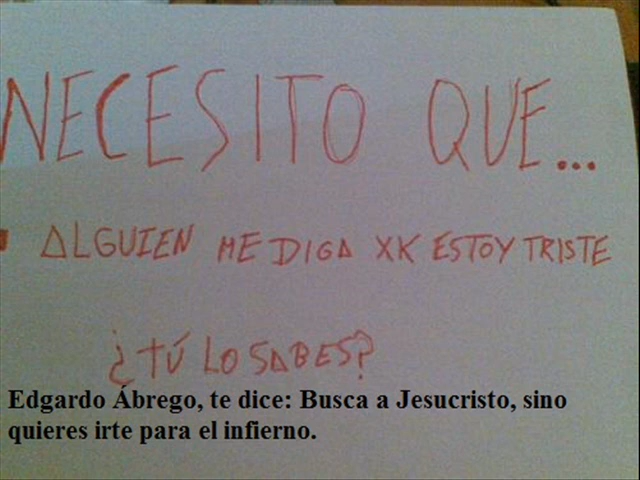 NECESITO QUE...
ALGUIEN ME DIGA XK ESTOY TRISTE
¿TÚ LO SABES?
Edgardo Ábrego, te dice: Busca a Jesucristo, sino
quieres irte para el infierno.